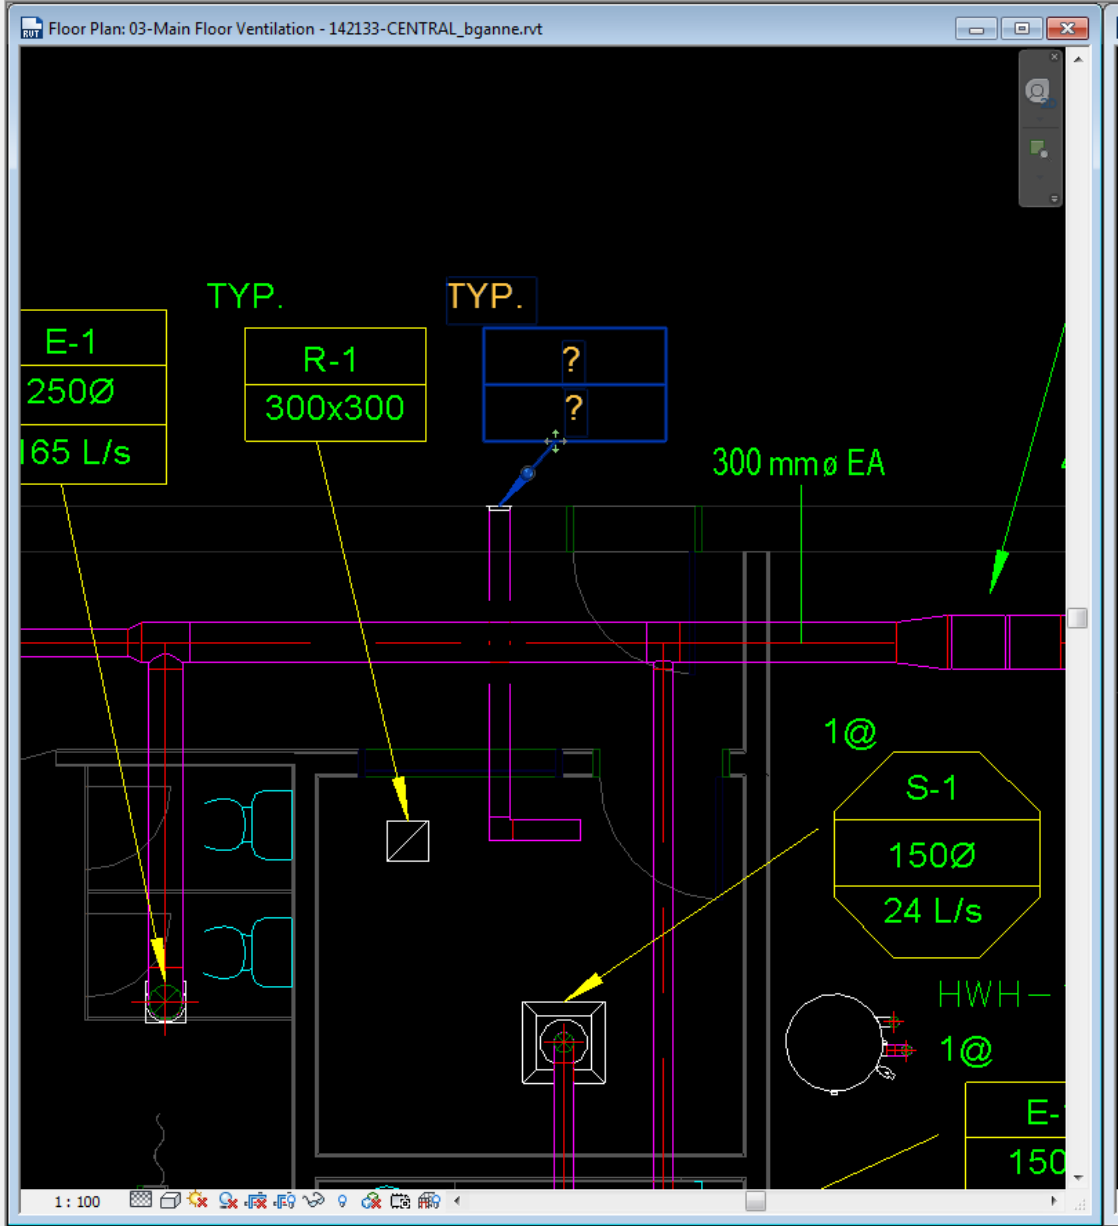 Floor Plan: 03-Main Floor Ventilation - 142133-CENTRAL_bganne.rvt
TYP.
TYP.
E-1
250Ø
165 L/s
R-1
300x300
?
?
300 mmø EA
1@
S-1
150Ø
24 L/s
HWH-
1@
E-
150
1 : 100